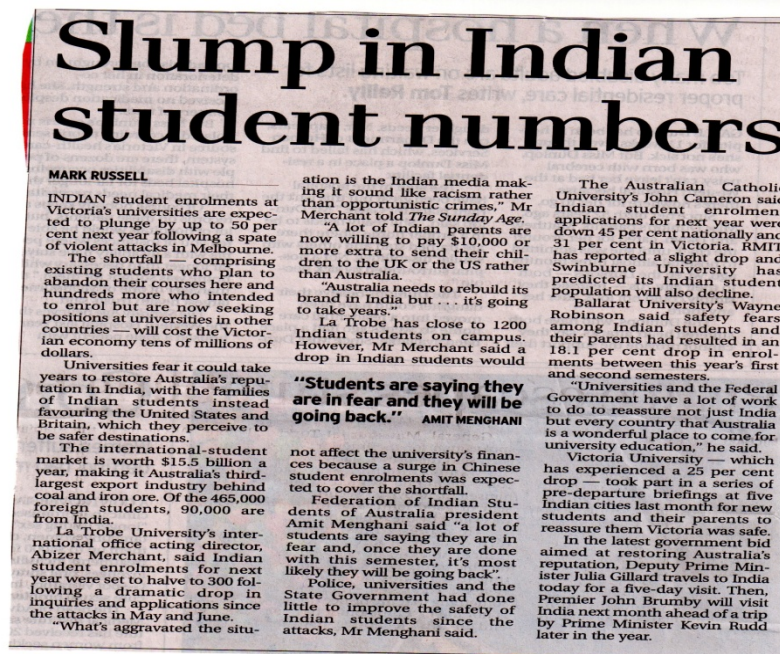 Slump in Indian
student numbers
MARK RUSSELL
INDIAN student enrolments at
Victoria's universities are expec-
ted to plunge by up to 50 per
cent next year following a spate
of violent attacks in Melbourne.
The shortfall — comprising
existing students who plan to
abandon their courses here and
hundreds more who intended
to enrol but are now seeking
positions at universities in other
countries — will cost the Victor-
ian economy tens of millions of
dollars.
Universities fear it could take
years to restore Australia's repu-
tation in India, with the families
of Indian students instead
favouring the United States and
Britain, which they perceive to
be safer destinations.
The international-student
market is worth $15.5 billion a
year, making it Australia's third-
largest export industry behind
coal and iron ore. Of the 465,000
foreign students, 90,000 are
from India.
La Trobe University's inter-
national office acting director,
Abizer Merchant, said Indian
student enrolments for next
year were set to halve to 300 fol-
lowing a dramatic drop in
inquiries and applications since
the attacks in May and June.
"What's aggravated the situ-
ation is the Indian media mak-
ing it sound like racism rather
than opportunistic crimes," Mr
Merchant told The Sunday Age.
"A lot of Indian parents are
now willing to pay $10,000 or
more extra to send their chil-
dren to the UK or the US rather
than Australia.
"Australia needs to rebuild its
brand in India but . . . it's going
to take years."
La Trobe has close to 1200
Indian students on campus.
However, Mr Merchant said a
drop in Indian students would
"Students are saying they
are in fear and they will be
going back." AMIT MENGHANI
not affect the university's finan-
ces because a surge in Chinese
student enrolments was expec-
ted to cover the shortfall.
Federation of Indian Stu-
dents of Australia president
Amit Menghani said "a lot of
students are saying they are in
fear and, once they are done
with this semester, it's most
likely they will be going back".
Police, universities and the
State Government had done
little to improve the safety of
Indian students since the
attacks, Mr Menghani said.
The Australian Catholic
University's John Cameron said
Indian student enrolment
applications for next year were
down 45 per cent nationally and
31 per cent in Victoria. RMIT
has reported a slight drop and
Swinburne University has
predicted its Indian student
population will also decline.
Ballarat University's Wayne
Robinson said safety fears
among Indian students and
their parents had resulted in an
18.1 per cent drop in enrol-
ments between this year's first
and second semesters.
"Universities and the Federal
Government have a lot of work
to do to reassure not just India
but every country that Australia
is a wonderful place to come for
university education," he said.
Victoria University — which
has experienced a 25 per cent
drop — took part in a series of
pre-departure briefings at five
Indian cities last month for new
students and their parents to
reassure them Victoria was safe.
In the latest government bid
aimed at restoring Australia's
reputation, Deputy Prime Min-
ister Julia Gillard travels to India
today for a five-day visit. Then,
Premier John Brumby will visit
India next month ahead of a trip
by Prime Minister Kevin Rudd
later in the year.